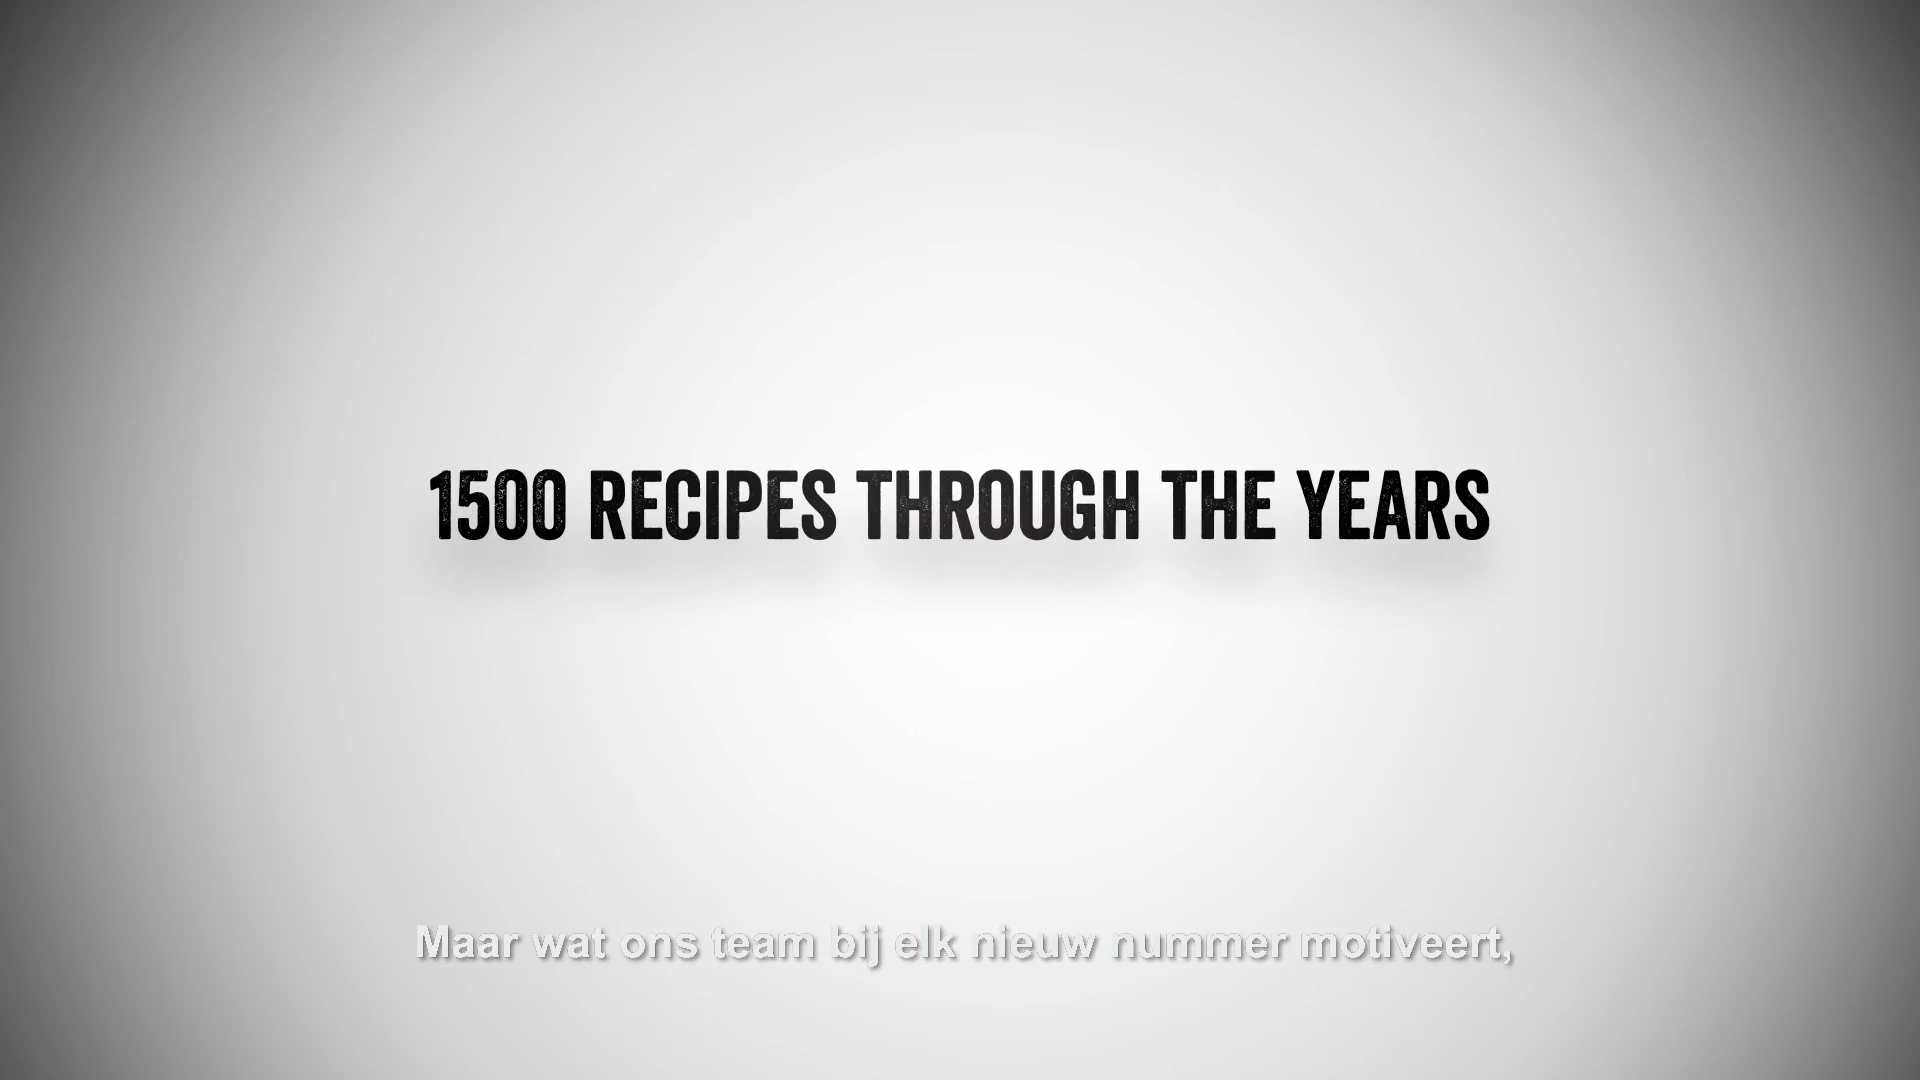 1500 RECIPES THROUGH THE YEARS
Maar wat ons team bij elk nieuw nummer motiveert,